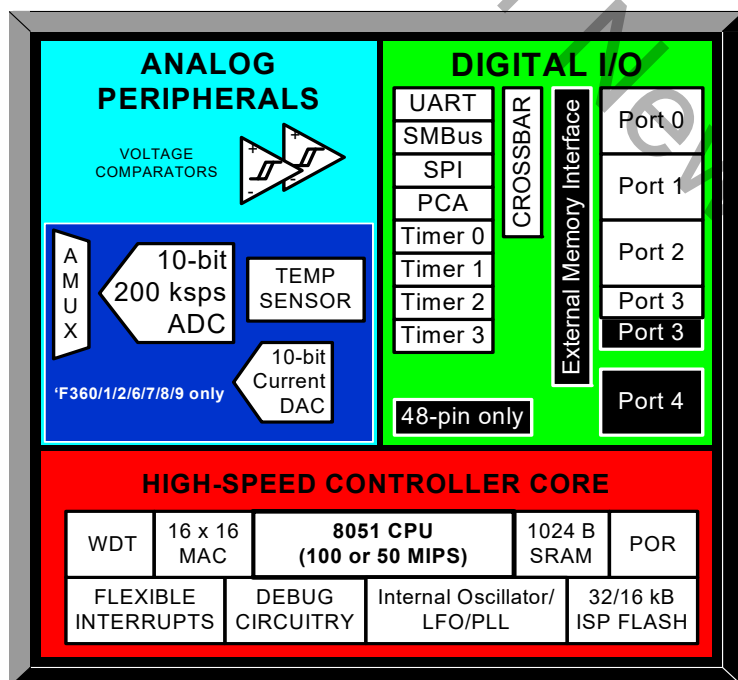 ANALOG
PERIPHERALS
VOLTAGE
COMPARATORS
+
-
+
-
A
M
U
X
10-bit
200 ksps
ADC
TEMP
SENSOR
10-bit
Current
DAC
'F360/1/2/6/7/8/9 only
DIGITAL I/O
UART
SMBus
SPI
PCA
Timer 0
Timer 1
Timer 2
Timer 3
CROSSBAR
External Memory Interface
Port 0
Port 1
Port 2
Port 3
Port 3
Port 4
48-pin only
HIGH-SPEED CONTROLLER CORE
WDT
16 x 16
MAC
8051 CPU
(100 or 50 MIPS)
1024 B
SRAM
POR
FLEXIBLE
INTERRUPTS
DEBUG
CIRCUITRY
Internal Oscillator/
LFO/PLL
32/16 kB
ISP FLASH
New